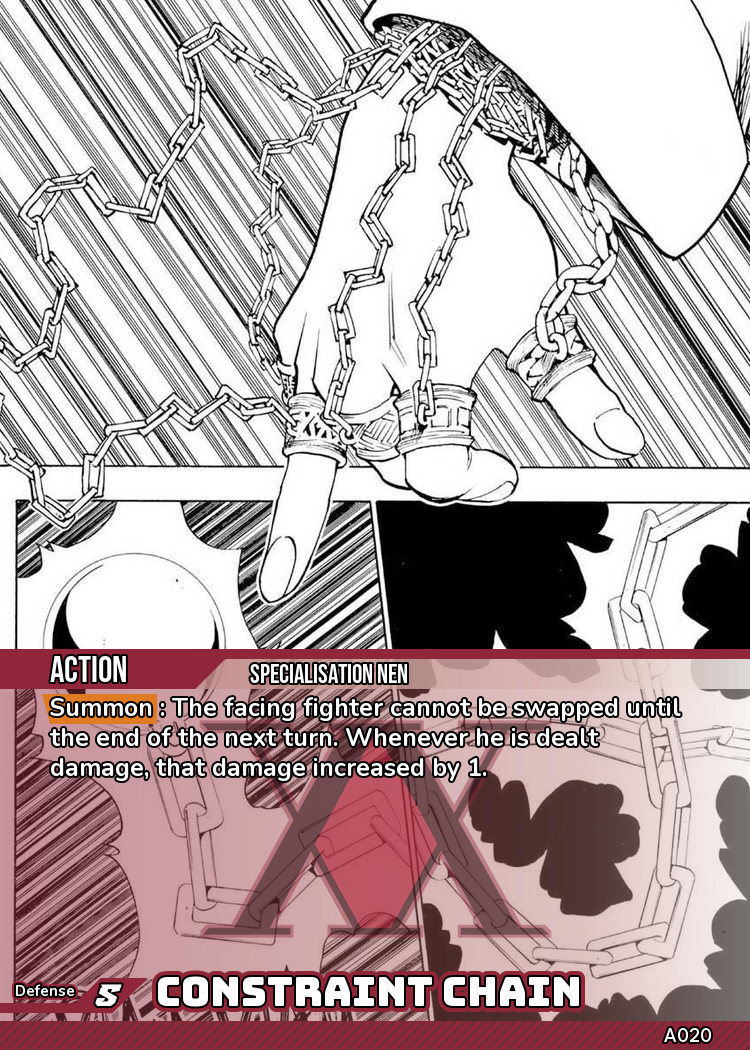 ACTION
SPECIALISATION NEN
Summon : The facing fighter cannot be swapped until
the end of the next turn. Whenever he is dealt
damage, that damage increased by 1.
Defense 5
CONSTRAINT CHAIN
A020